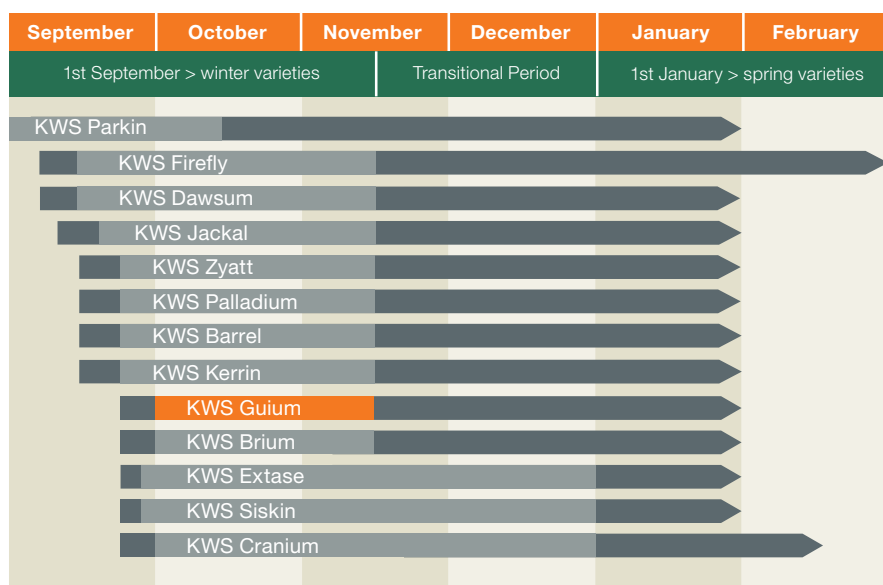 September October November December January February
1st September > winter varieties Transitional Period 1st January > spring varieties
KWS Parkin
KWS Firefly
KWS Dawsum
KWS Jackal
KWS Zyatt
KWS Palladium
KWS Barrel
KWS Kerrin
KWS Guium
KWS Brium
KWS Extase
KWS Siskin
KWS Cranium